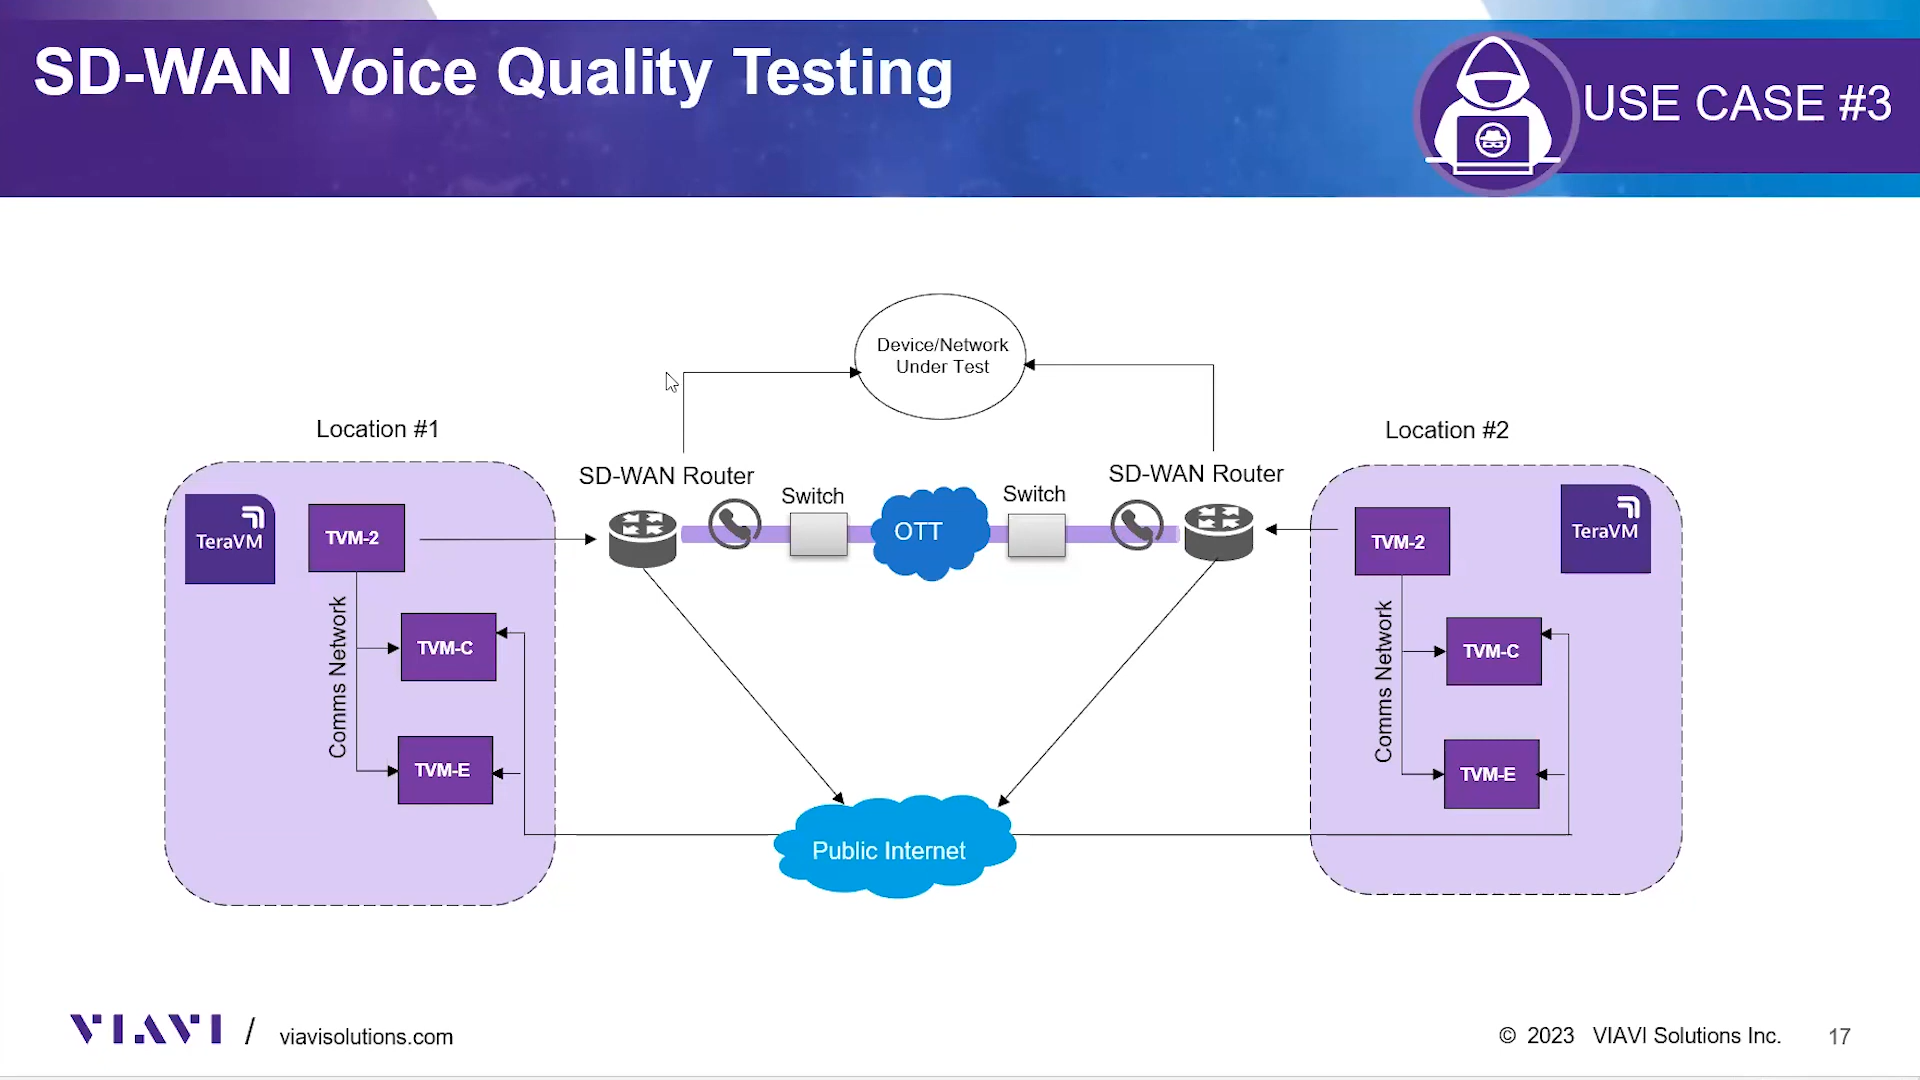 SD-WAN Voice Quality Testing
USE CASE #3
Device/Network
Under Test
Location #1
Location #2
SD-WAN Router
SD-WAN Router
Switch
Switch
TeraVM
TVM-2
OTT
TVM-2
TeraVM
Comms Network
TVM-C
Comms Network
TVM-C
TVM-E
TVM-E
Public Internet
VIAVI / viavisolutions.com
© 2023 VIAVI Solutions Inc. 17